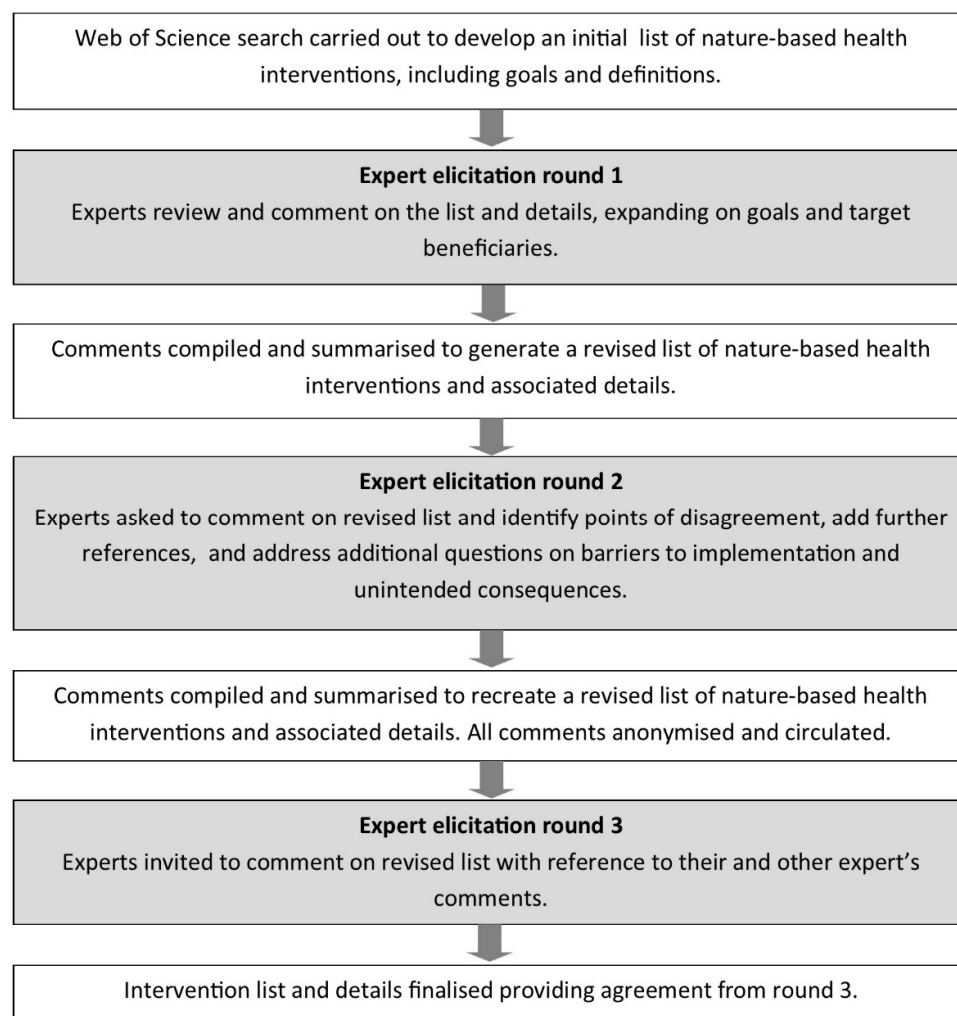 Web of Science search carried out to develop an initial list of nature-based health
interventions, including goals and definitions.
Expert elicitation round 1
Experts review and comment on the list and details, expanding on goals and target
beneficiaries.
Comments compiled and summarised to generate a revised list of nature-based health
interventions and associated details.
Expert elicitation round 2
Experts asked to comment on revised list and identify points of disagreement, add further
references, and address additional questions on barriers to implementation and
unintended consequences.
Comments compiled and summarised to recreate a revised list of nature-based health
interventions and associated details. All comments anonymised and circulated.
Expert elicitation round 3
Experts invited to comment on revised list with reference to their and other expert’s
comments.
Intervention list and details finalised providing agreement from round 3.